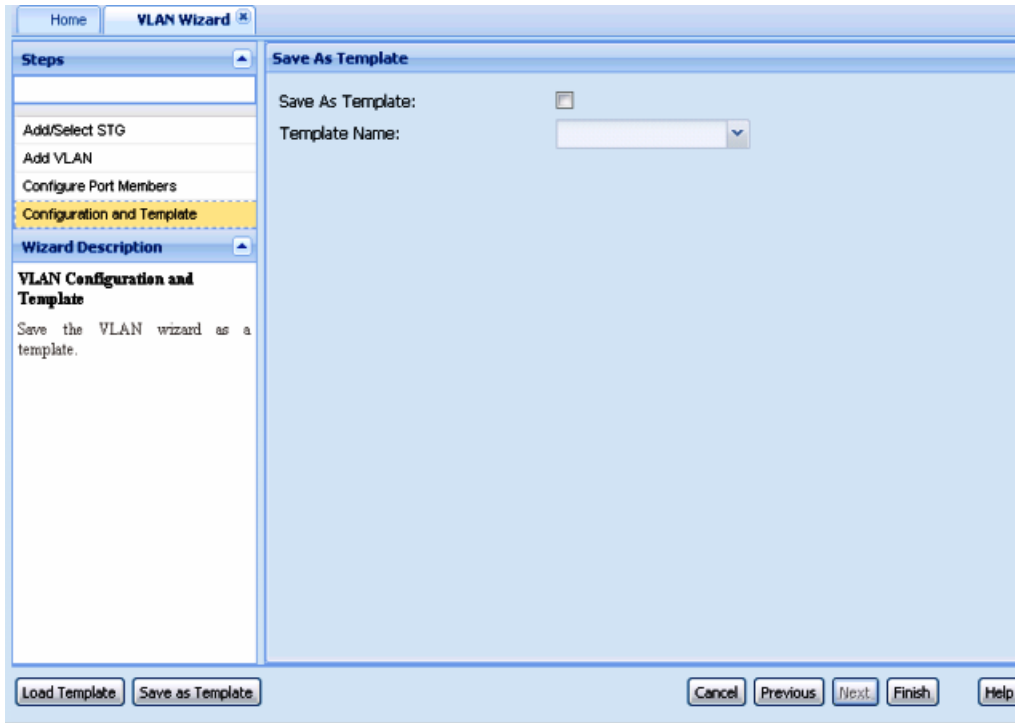 Home
VLAN Wizard
Steps
Add/Select STG
Add VLAN
Configure Port Members
Configuration and Template
Wizard Description
VLAN Configuration and
Template
Save the VLAN wizard as a
template.
Save As Template
Save As Template:
Template Name:
Load Template
Save as Template
Cancel
Previous
Next
Finish
Help